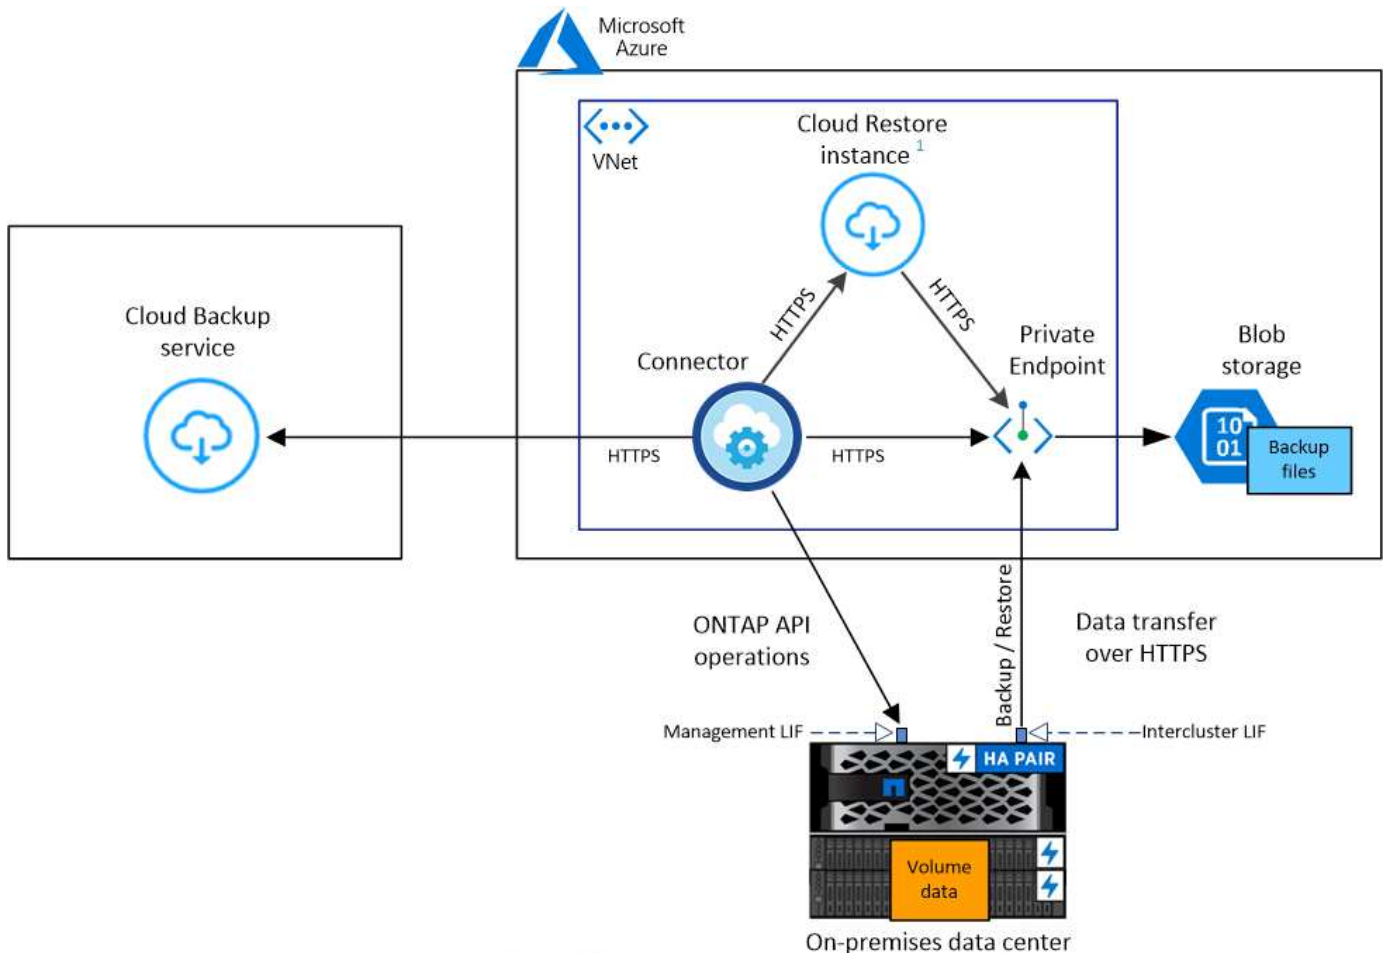 Microsoft
Azure
VNet
Cloud Restore
instance 1
HTTPS
HTTPS
Cloud Backup
service
Connector
Private
Endpoint
Blob
storage
10
01
Backup
files
HTTPS
HTTPS
ONTAP API
operations
Backup / Restore
Data transfer
over HTTPS
Management LIF
Intercluster LIF
HA PAIR
Volume
data
On-premises data center